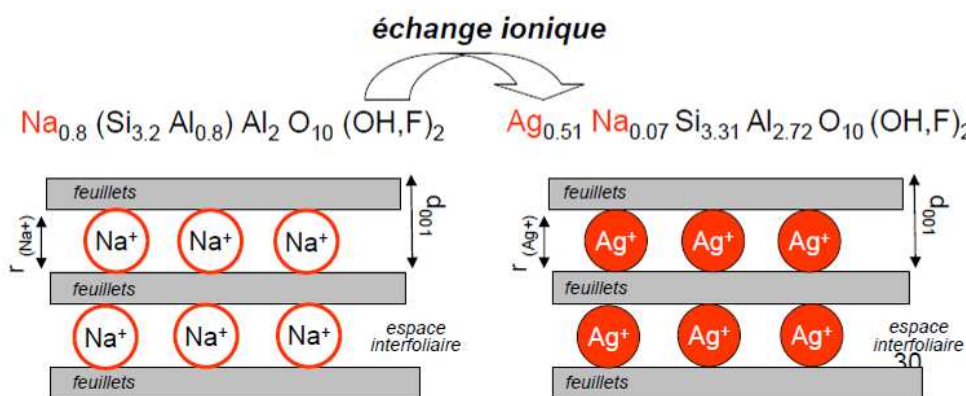 échange ionique
Na0.8 (Si3.2 Al0.8) Al2 O10 (OH,F)2
Ag0.51 Na0.07 Si3.31 Al2.72 O10 (OH,F)2
feuillets
d001
r (Na+)
Na+ Na+ Na+
feuillets
Na+ Na+ Na+
espace
interfoliaire
feuillets
feuillets
d001
r (Ag+)
Ag+ Ag+ Ag+
feuillets
Ag+ Ag+ Ag+
espace
interfoliaire
30
feuillets